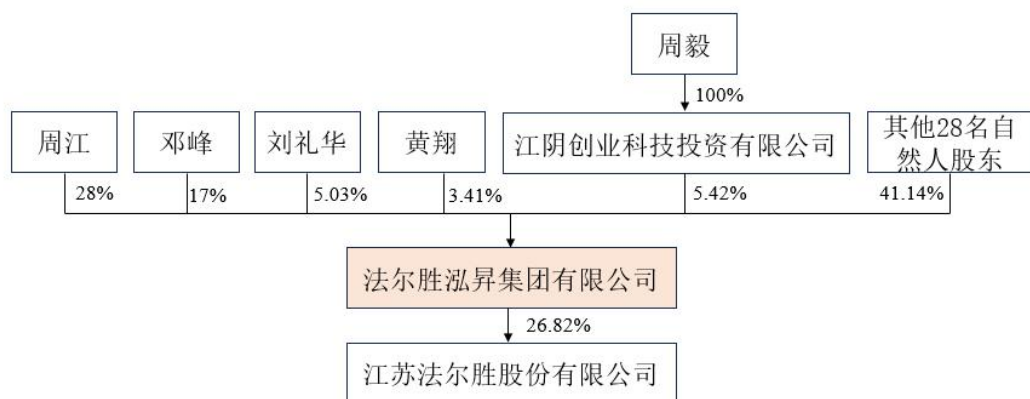 周毅
100%
周江
邓峰
刘礼华
黄翔
江阴创业科技投资有限公司
其他28名自
然人股东
28%
17%
5.03%
3.41%
5.42%
41.14%
法尔胜泓昇集团有限公司
26.82%
江苏法尔胜股份有限公司